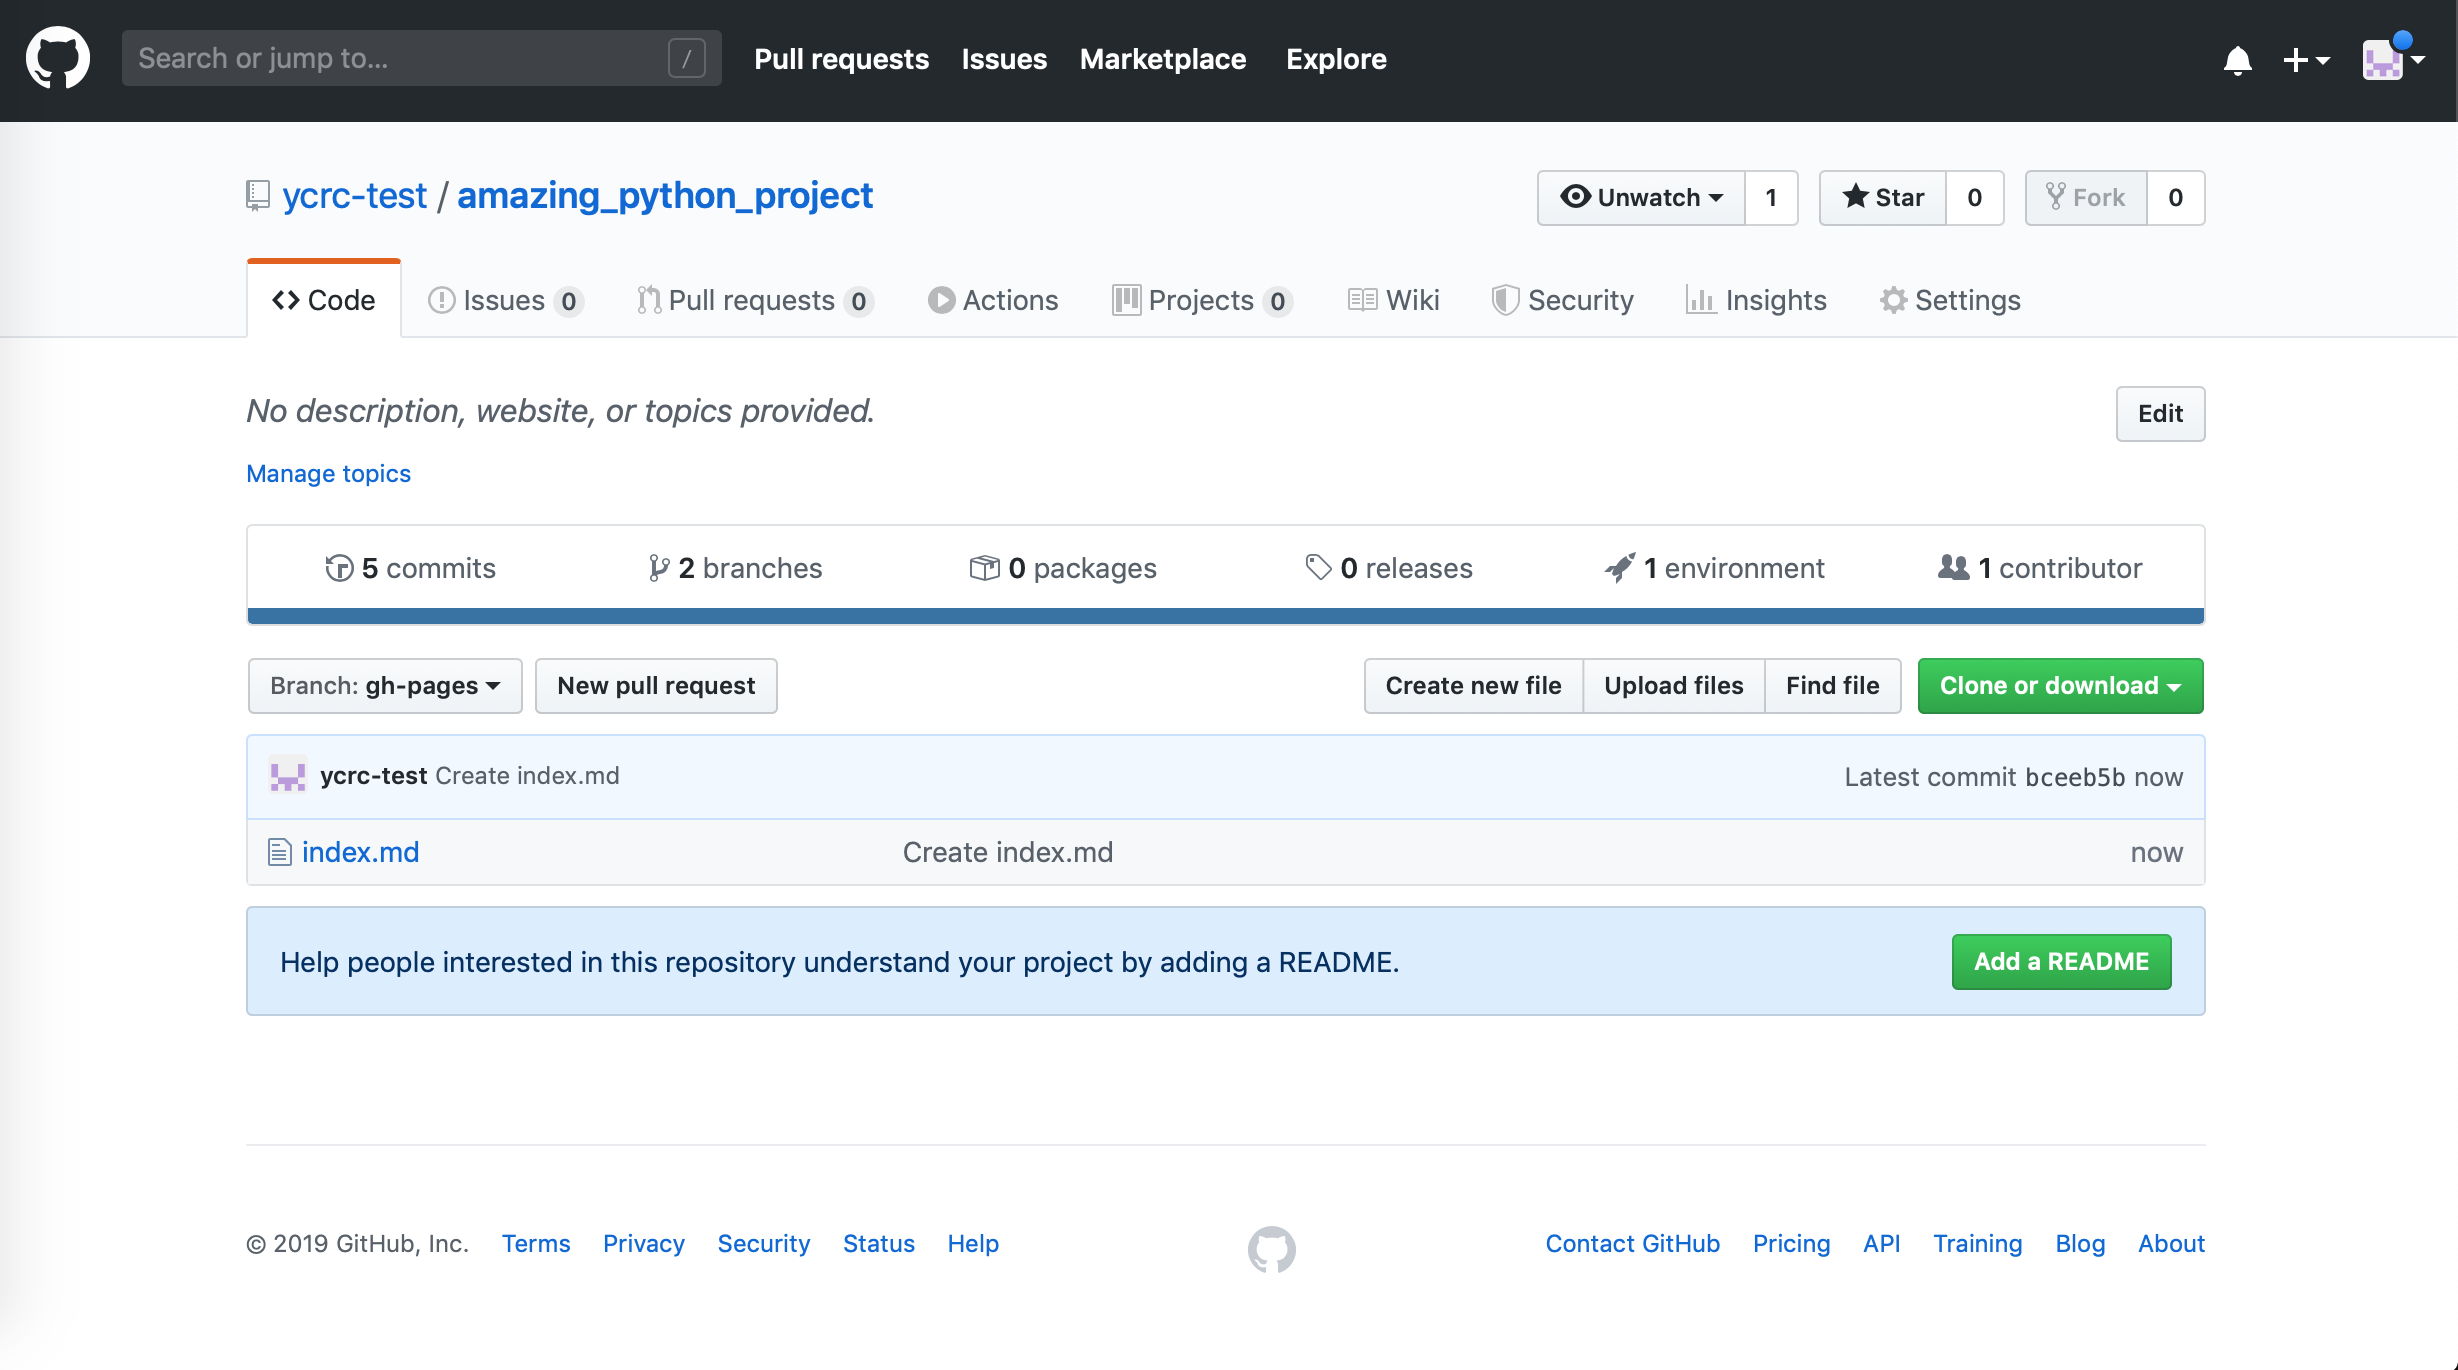 Search or jump to... /
Pull requests Issues Marketplace Explore
ycrc-test / amazing_python_project
Unwatch 1 Star 0 Fork 0
Code Issues 0 Pull requests 0 Actions Projects 0 Wiki Security Insights Settings
No description, website, or topics provided.
Edit
Manage topics
5 commits 2 branches 0 packages 0 releases 1 environment 1 contributor
Branch: gh-pages New pull request Create new file Upload files Find file Clone or download
ycrc-test Create index.md Latest commit bceeb5b now
index.md Create index.md now
Help people interested in this repository understand your project by adding a README. Add a README
© 2019 GitHub, Inc. Terms Privacy Security Status Help Contact GitHub Pricing API Training Blog About